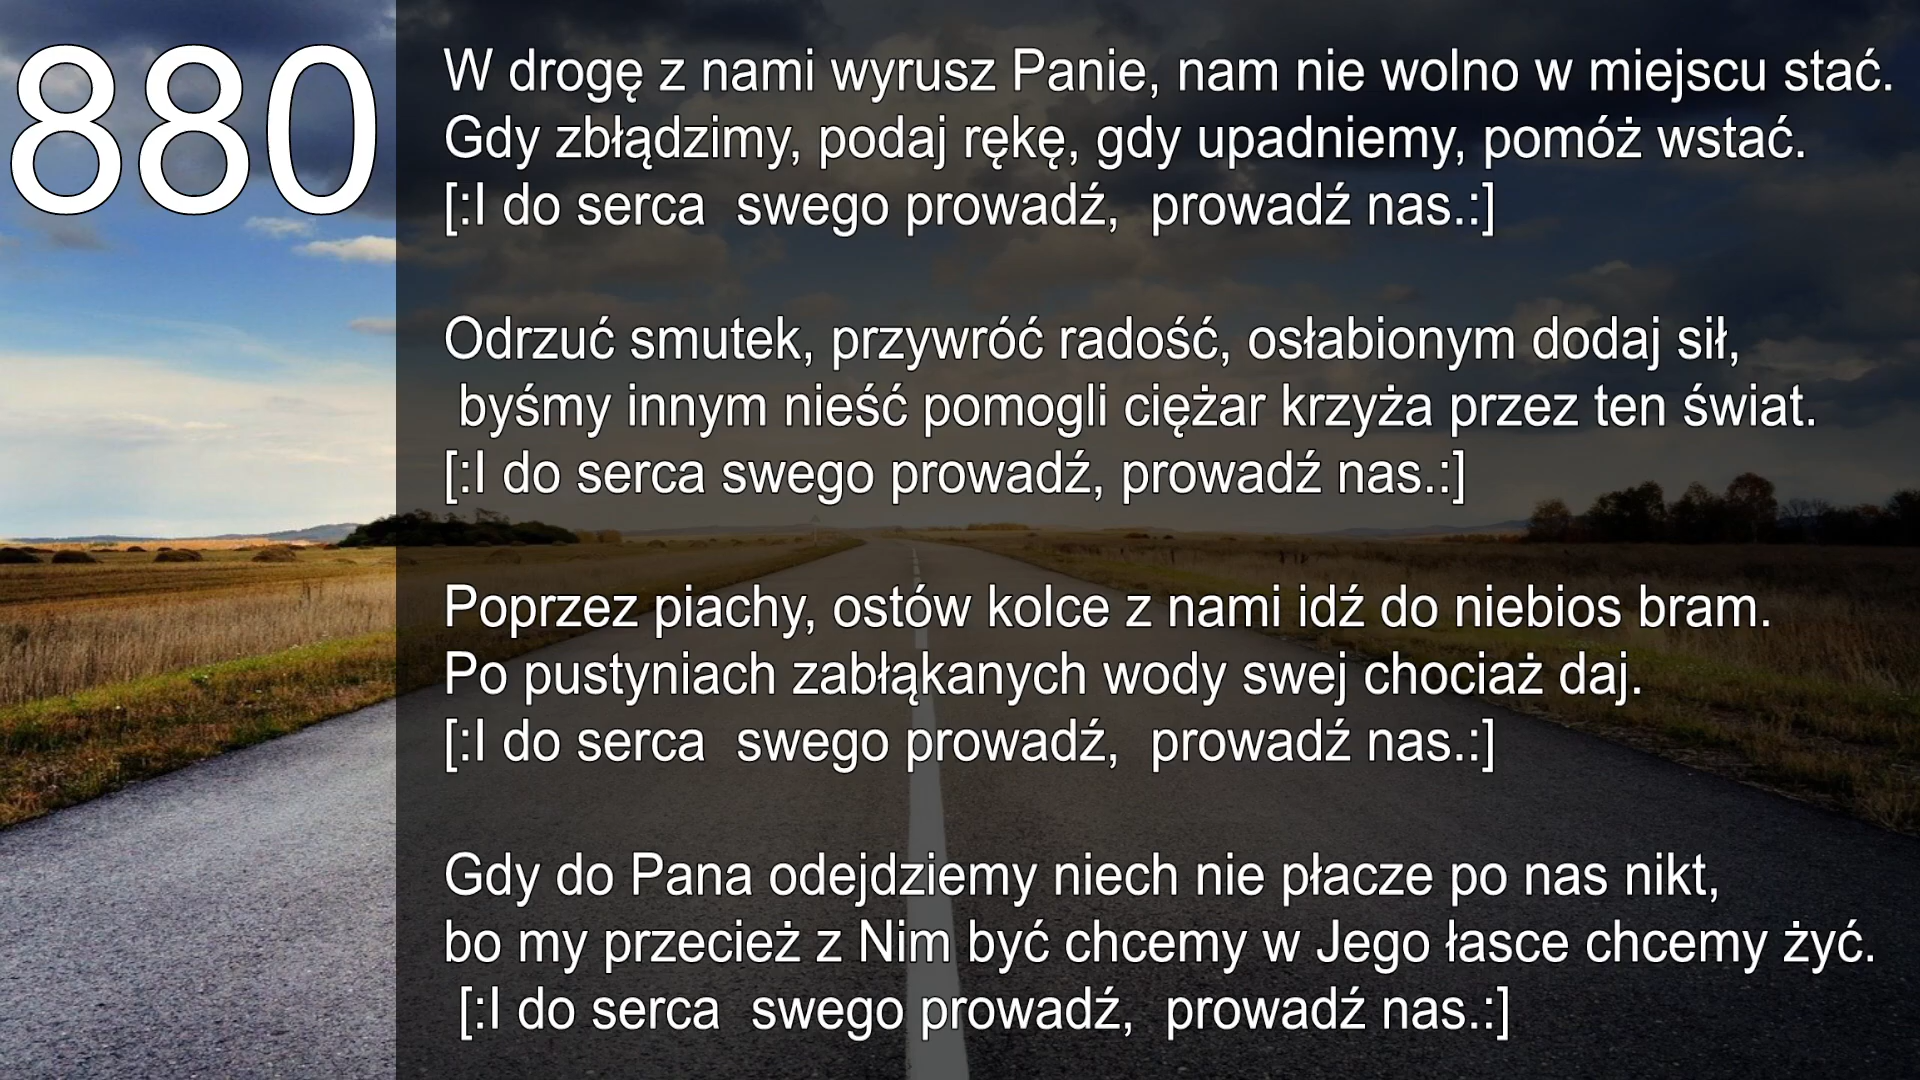 880
W drogę z nami wyrusz Panie, nam nie wolno w miejscu stać.
Gdy zbłądzimy, podaj rękę, gdy upadniemy, pomóż wstać.
[:I do serca  swego prowadź,  prowadź nas.:]
Odrzuć smutek, przywróć radość, osłabionym dodaj sił,
byśmy innym nieść pomogli ciężar krzyża przez ten świat.
[:I do serca swego prowadź, prowadź nas.:]
Poprzez piachy, ostów kolce z nami idź do niebios bram.
Po pustyniach zabłąkanych wody swej chociaż daj.
[:I do serca  swego prowadź,  prowadź nas.:]
Gdy do Pana odejdziemy niech nie płacze po nas nikt,
bo my przecież z Nim być chcemy w Jego łasce chcemy żyć.
[:I do serca  swego prowadź,  prowadź nas.:]